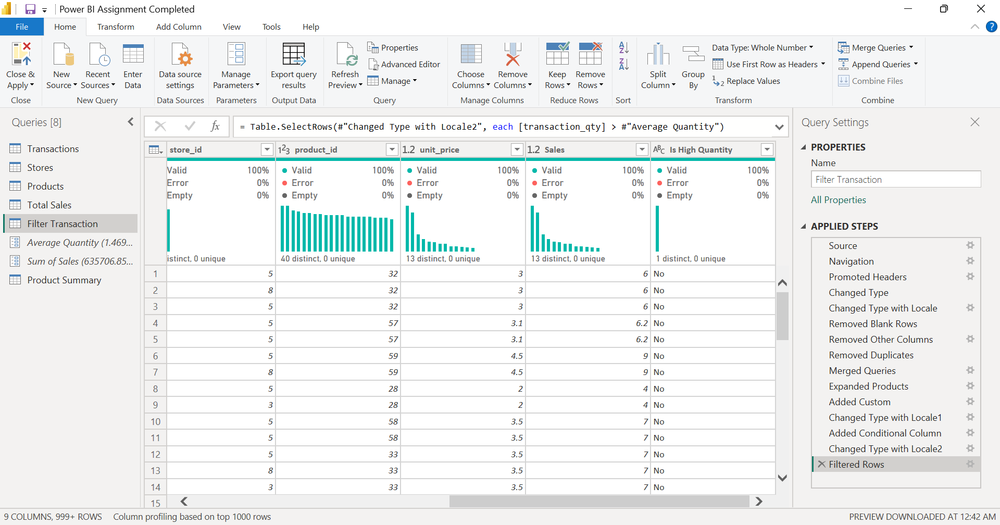 Power BI Assignment Completed
File Home Transform Add Column View Tools Help
Close & Apply
Close
New Source
Recent Sources
Enter Data
New Query
Data source settings
Data Sources
Manage Parameters
Parameters
Export query results
Output Data
Refresh Preview
Properties
Advanced Editor
Manage
Query
Choose Columns
Remove Columns
Manage Columns
Keep Rows
Remove Rows
Reduce Rows
A Z
Z A
Sort
Split Column
Group By
Data Type: Whole Number
Use First Row as Headers
1 2 Replace Values
Transform
Merge Queries
Append Queries
Combine Files
Combine
?
Queries [8]
Transactions
Stores
Products
Total Sales
Filter Transaction
Average Quantity (1.469...
Sum of Sales (635706.85...
Product Summary
fx = Table.SelectRows(#"Changed Type with Locale2", each [transaction_qty] > #"Average Quantity")
store_id 123 product_id 1.2 unit_price 1.2 Sales ABC Is High Quantity
Valid 100% Valid 100% Valid 100% Valid 100% Valid 100%
Error 0% Error 0% Error 0% Error 0% Error 0%
Empty 0% Empty 0% Empty 0% Empty 0% Empty 0%
istinct, 0 unique 40 distinct, 0 unique 13 distinct, 0 unique 13 distinct, 0 unique 1 distinct, 0 unique
1 5 32 3 6 No
2 8 32 3 6 No
3 5 32 3 6 No
4 5 57 3.1 6.2 No
5 5 57 3.1 6.2 No
6 5 59 4.5 9 No
7 8 59 4.5 9 No
8 5 28 2 4 No
9 3 28 2 4 No
10 5 58 3.5 7 No
11 5 58 3.5 7 No
12 5 33 3.5 7 No
13 8 33 3.5 7 No
14 3 33 3.5 7 No
15
Query Settings
PROPERTIES
Name
Filter Transaction
All Properties
APPLIED STEPS
Source
Navigation
Promoted Headers
Changed Type
Changed Type with Locale
Removed Blank Rows
Removed Other Columns
Removed Duplicates
Merged Queries
Expanded Products
Added Custom
Changed Type with Locale1
Added Conditional Column
Changed Type with Locale2
Filtered Rows
9 COLUMNS, 999+ ROWS Column profiling based on top 1000 rows
PREVIEW DOWNLOADED AT 12:42 AM